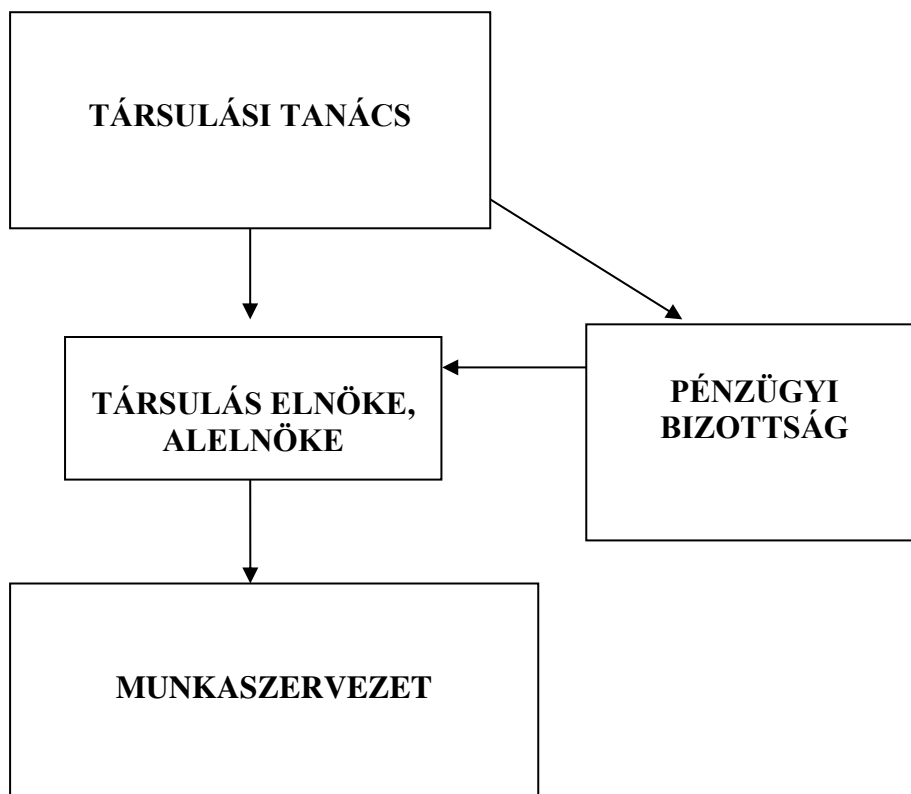 TÁRSULÁSI TANÁCS
TÁRSULÁS ELNÖKE,
ALELNÖKE
PÉNZÜGYI
BIZOTTSÁG
MUNKASZERVEZET